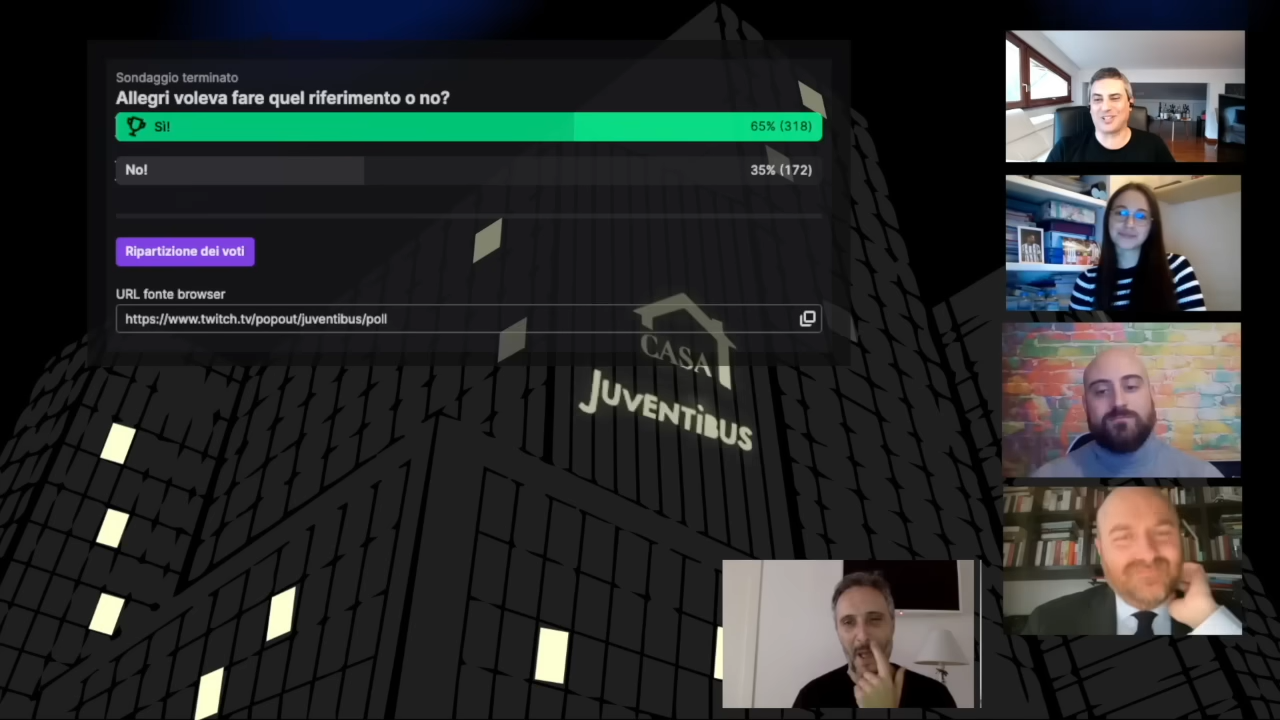 Sondaggio terminato
Allegri voleva fare quel riferimento o no?
Sì!
65% (318)
No!
35% (172)
Ripartizione dei voti
URL fonte browser
https://www.twitch.tv/popout/juventibus/poll
CASA
JUVENTiBUS